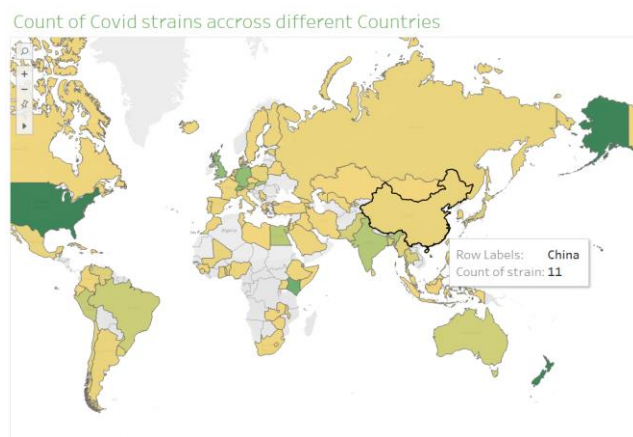 Count of Covid strains accross different Countries
Row Labels: China
Count of strain: 11